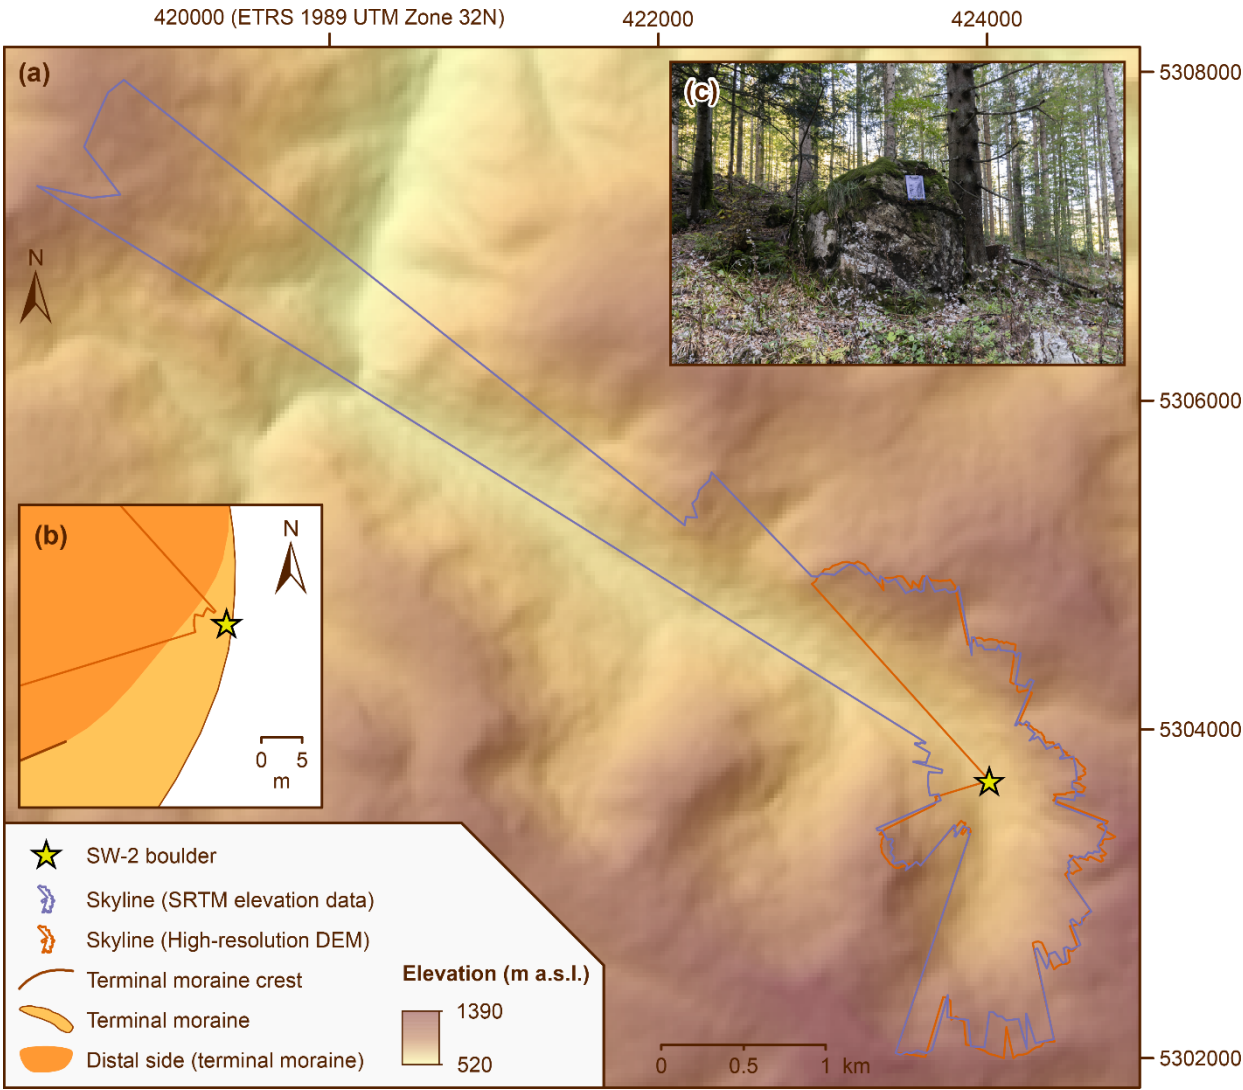 420000 (ETRS 1989 UTM Zone 32N)
422000
424000
(a)
(c)
5308000
N
5306000
(b)
N
0 5
m
5304000
SW-2 boulder
Skyline (SRTM elevation data)
Skyline (High-resolution DEM)
Terminal moraine crest
Terminal moraine
Distal side (terminal moraine)
Elevation (m a.s.l.)
1390
520
0 0.5 1 km
5302000